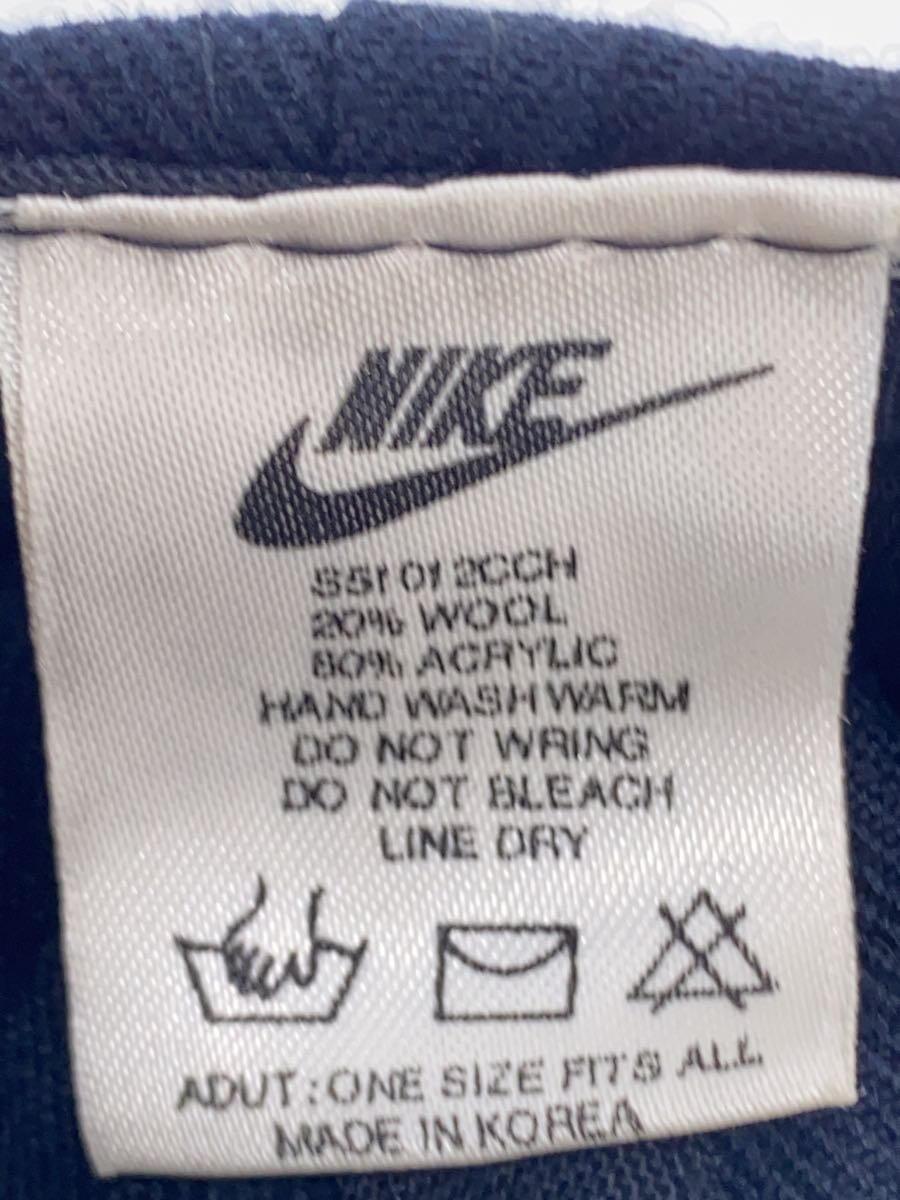 NIKE
SS1012CCH
20% WOOL
80% ACRYLIC
HAND WASH WARM
DO NOT WRING
DO NOT BLEACH
LINE DRY
ADUT : ONE SIZE FITS ALL
MADE IN KOREA